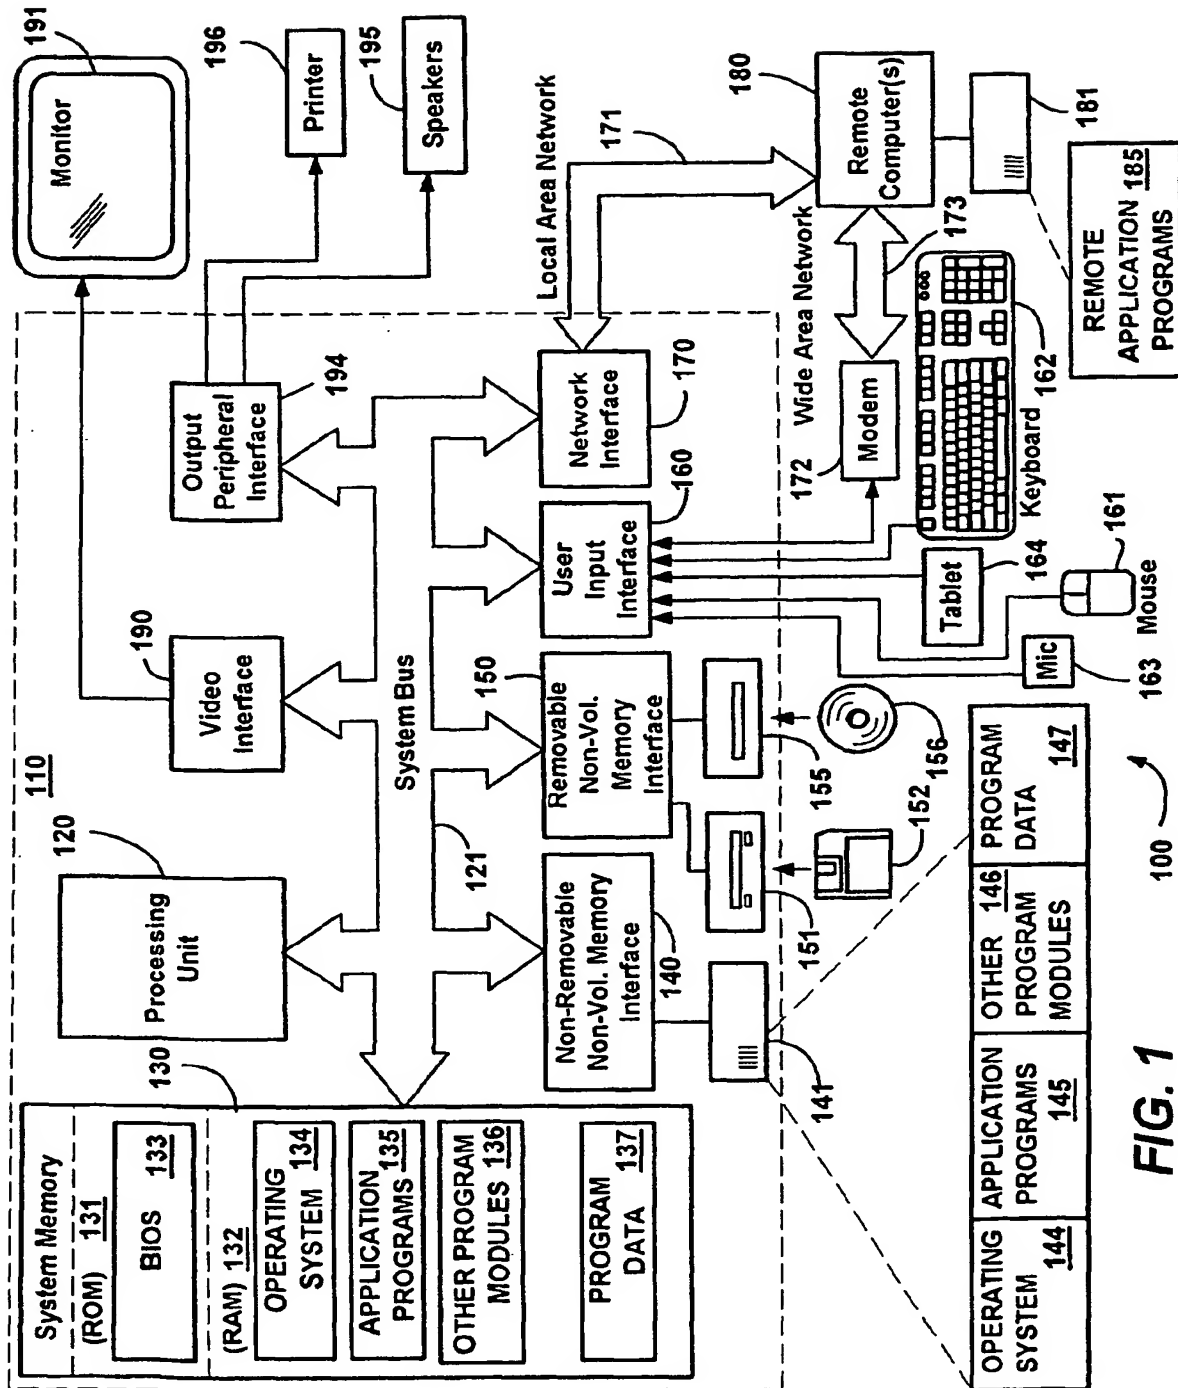 System Memory
(ROM) 131
BIOS 133
(RAM) 132
OPERATING
SYSTEM 134
APPLICATION
PROGRAMS 135
OTHER PROGRAM
MODULES 136
PROGRAM
DATA 137
130
120
Processing
Unit
110
190
Video
Interface
Output
Peripheral
Interface
194
Monitor
191
196
Printer
195
Speakers
System Bus
121
Non-Removable
Non-Vol. Memory
Interface
140
Removable
Non-Vol.
Memory
Interface
150
User
Input
Interface
160
Network
Interface
170
Local Area Network
171
141
151
155
152
156
172
Modem
Wide Area Network
173
180
Remote
Computer(s)
181
Mic
163
Tablet
164
Mouse
161
Keyboard
162
REMOTE
APPLICATION 185
PROGRAMS
OPERATING
SYSTEM 144
APPLICATION
PROGRAMS 145
OTHER 146
PROGRAM
MODULES
PROGRAM
DATA 147
100
FIG. 1